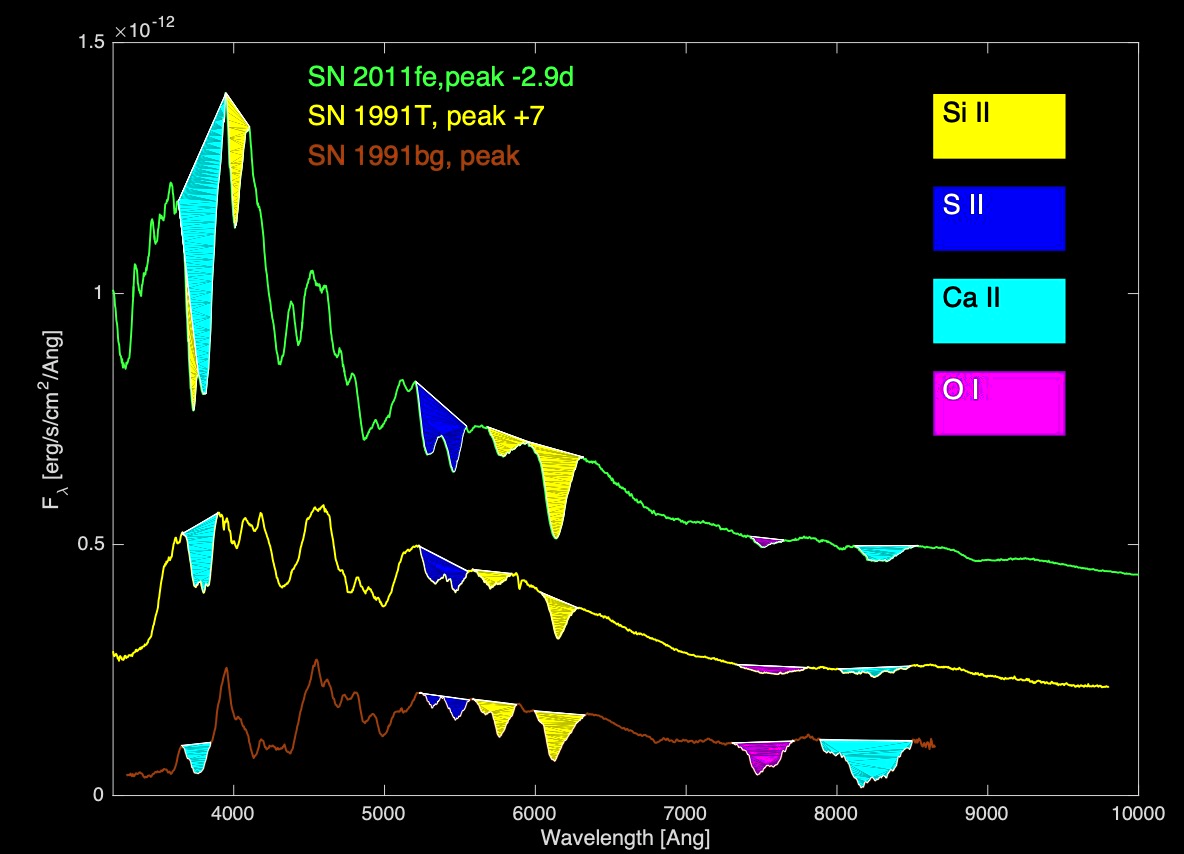 ×10-12
1.5
1
0.5
0
SN 2011fe,peak -2.9d
SN 1991T, peak +7
SN 1991bg, peak
Si II
S II
Ca II
O I
Fλ [erg/s/cm2/Ang]
4000 5000 6000 7000 8000 9000 10000
Wavelength [Ang]